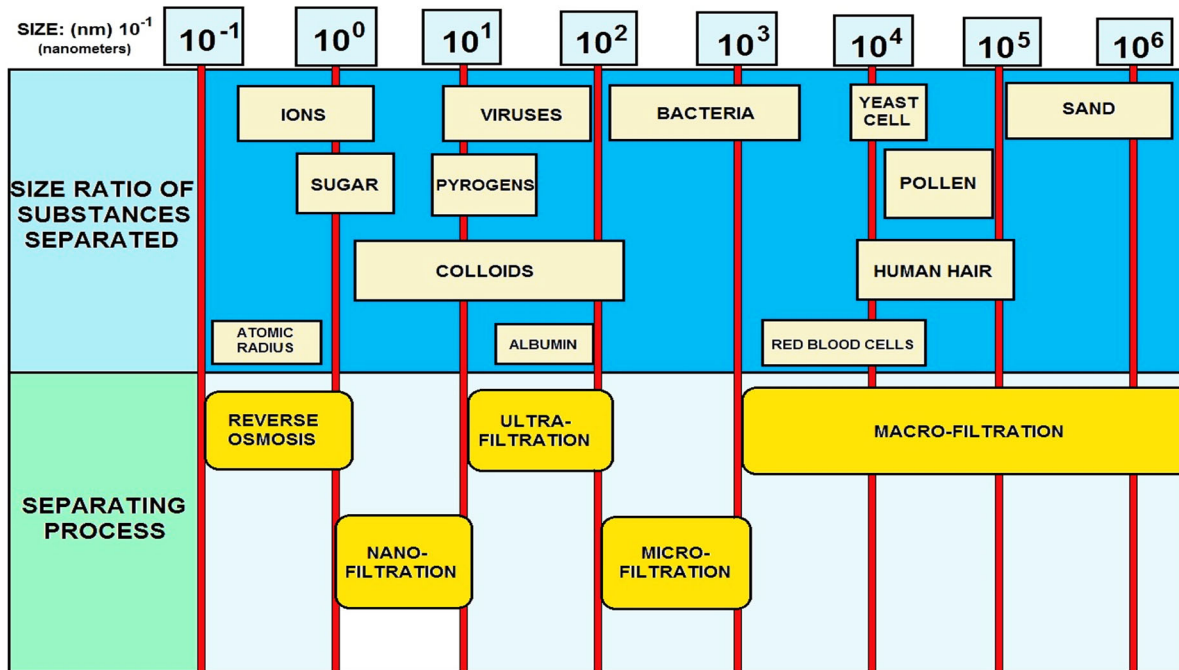 SIZE: (nm) 10⁻¹
(nanometers)
10⁻¹
10⁰
10¹
10²
10³
10⁴
10⁵
10⁶
SIZE RATIO OF
SUBSTANCES
SEPARATED
IONS
VIRUSES
BACTERIA
YEAST
CELL
SAND
SUGAR
PYROGENS
POLLEN
COLLOIDS
HUMAN HAIR
ATOMIC
RADIUS
ALBUMIN
RED BLOOD CELLS
SEPARATING
PROCESS
REVERSE
OSMOSIS
ULTRA-
FILTRATION
MACRO-FILTRATION
NANO-
FILTRATION
MICRO-
FILTRATION